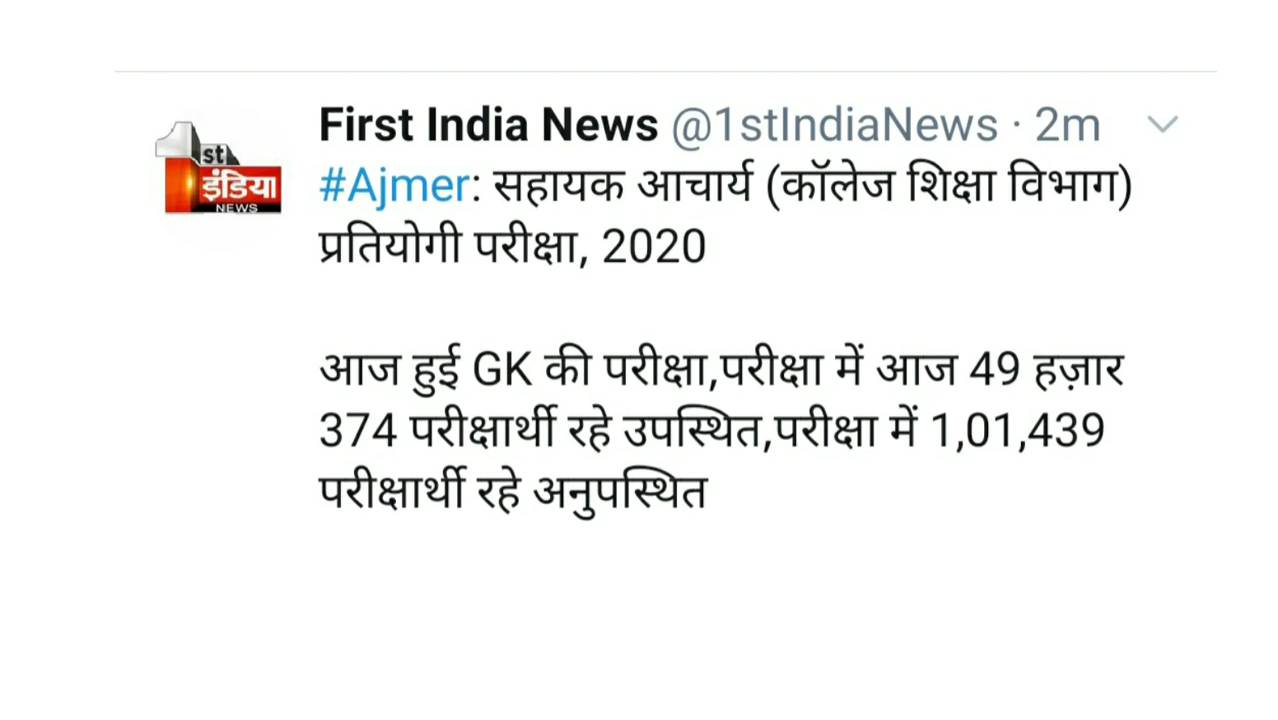 1st
इंडिया
NEWS
First India News @1stIndiaNews · 2m
#Ajmer: सहायक आचार्य (कॉलेज शिक्षा विभाग)
प्रतियोगी परीक्षा, 2020
आज हुई GK की परीक्षा,परीक्षा में आज 49 हज़ार
374 परीक्षार्थी रहे उपस्थित,परीक्षा में 1,01,439
परीक्षार्थी रहे अनुपस्थित